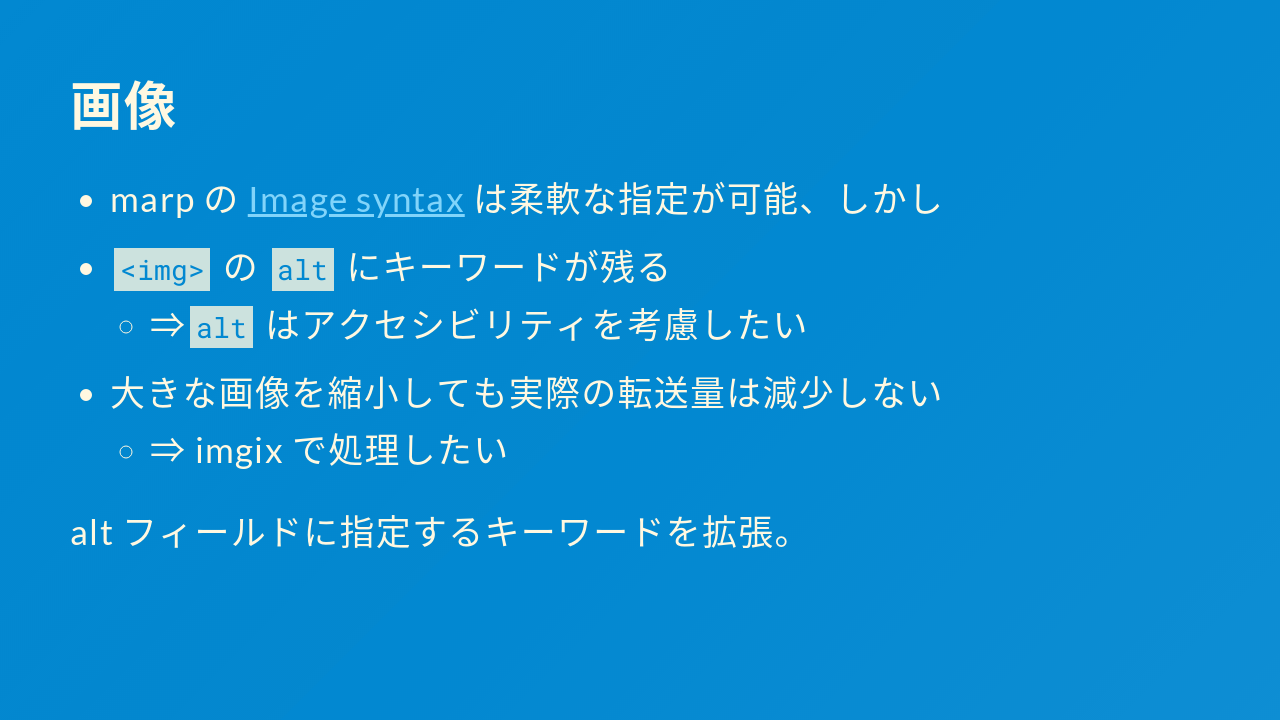 画像
marp の Image syntax は柔軟な指定が可能、しかし
<img> の alt にキーワードが残る
⇒ alt はアクセシビリティを考慮したい
大きな画像を縮小しても実際の転送量は減少しない
⇒ imgix で処理したい
alt フィールドに指定するキーワードを拡張。